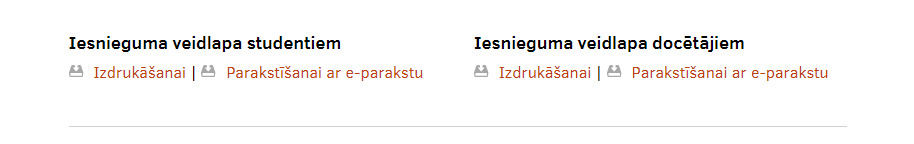 Iesnieguma veidlapa studentiem
Izdrukāšanai | Parakstīšanai ar e-parakstu
Iesnieguma veidlapa docētājiem
Izdrukāšanai | Parakstīšanai ar e-parakstu